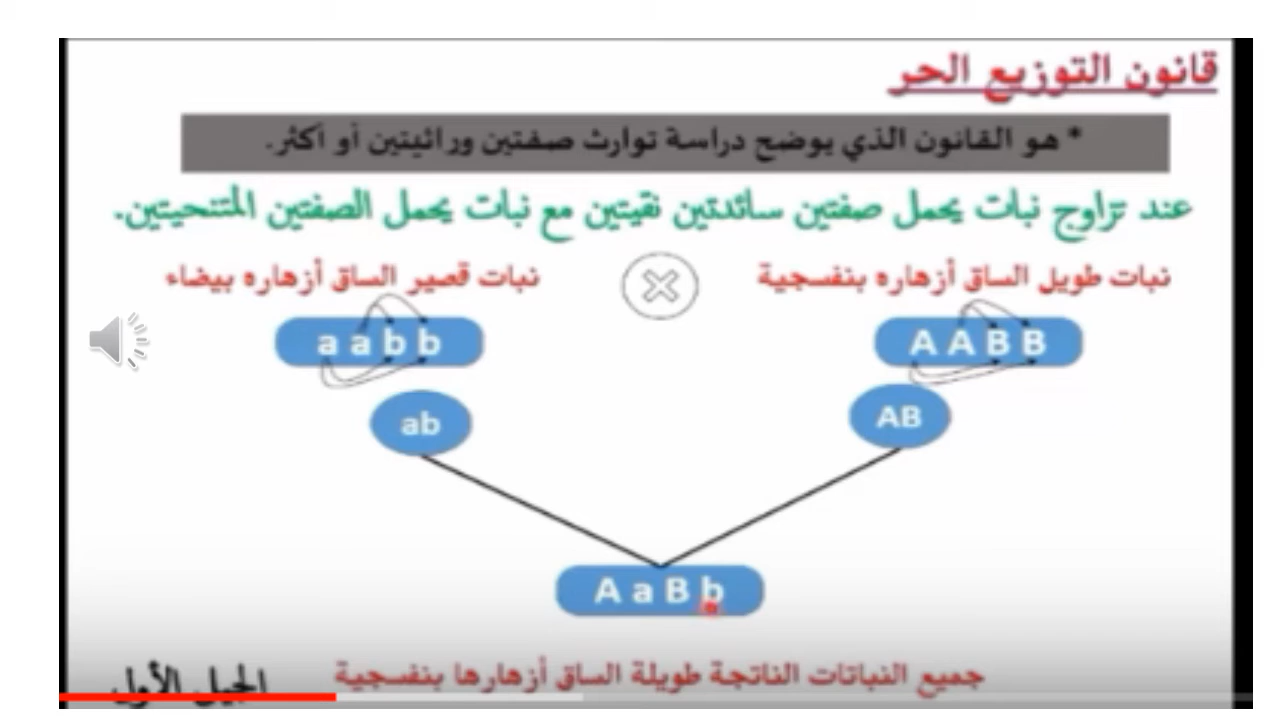 قانون التوزيع الحر
* هو القانون الذي يوضح دراسة توارث صفتين وراثيتين أو أكثر.
عند تزاوج نبات يحمل صفتين سائدتين نقيتين مع نبات يحمل الصفتين المتنحيتين.
نبات طويل الساق أزهاره بنفسجية
نبات قصير الساق أزهاره بيضاء
A A B B
a a b b
AB
ab
A a B b
جميع النباتات الناتجة طويلة الساق أزهارها بنفسجية
الجيل الأول